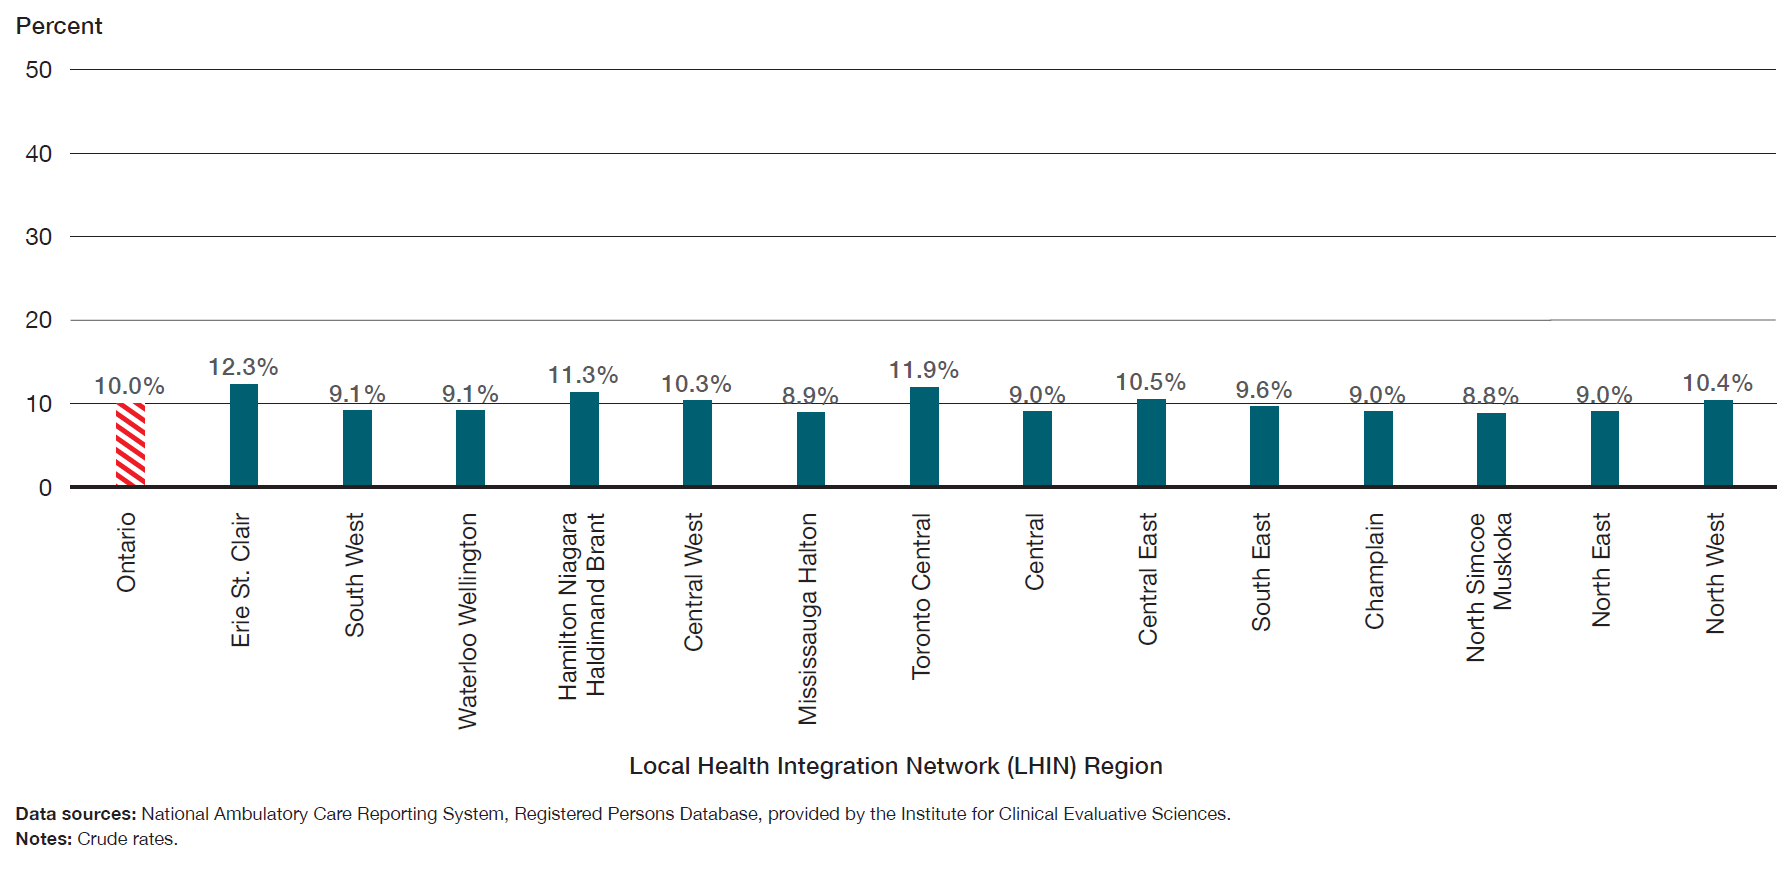 Percent
50
40
30
20
10
0
10.0%
12.3%
9.1%
9.1%
11.3%
10.3%
8.9%
11.9%
9.0%
10.5%
9.6%
9.0%
8.8%
9.0%
10.4%
Ontario
Erie St. Clair
South West
Waterloo Wellington
Hamilton Niagara
Haldimand Brant
Central West
Mississauga Halton
Toronto Central
Central
Central East
South East
Champlain
North Simcoe
Muskoka
North East
North West
Local Health Integration Network (LHIN) Region
Data sources: National Ambulatory Care Reporting System, Registered Persons Database, provided by the Institute for Clinical Evaluative Sciences.
Notes: Crude rates.